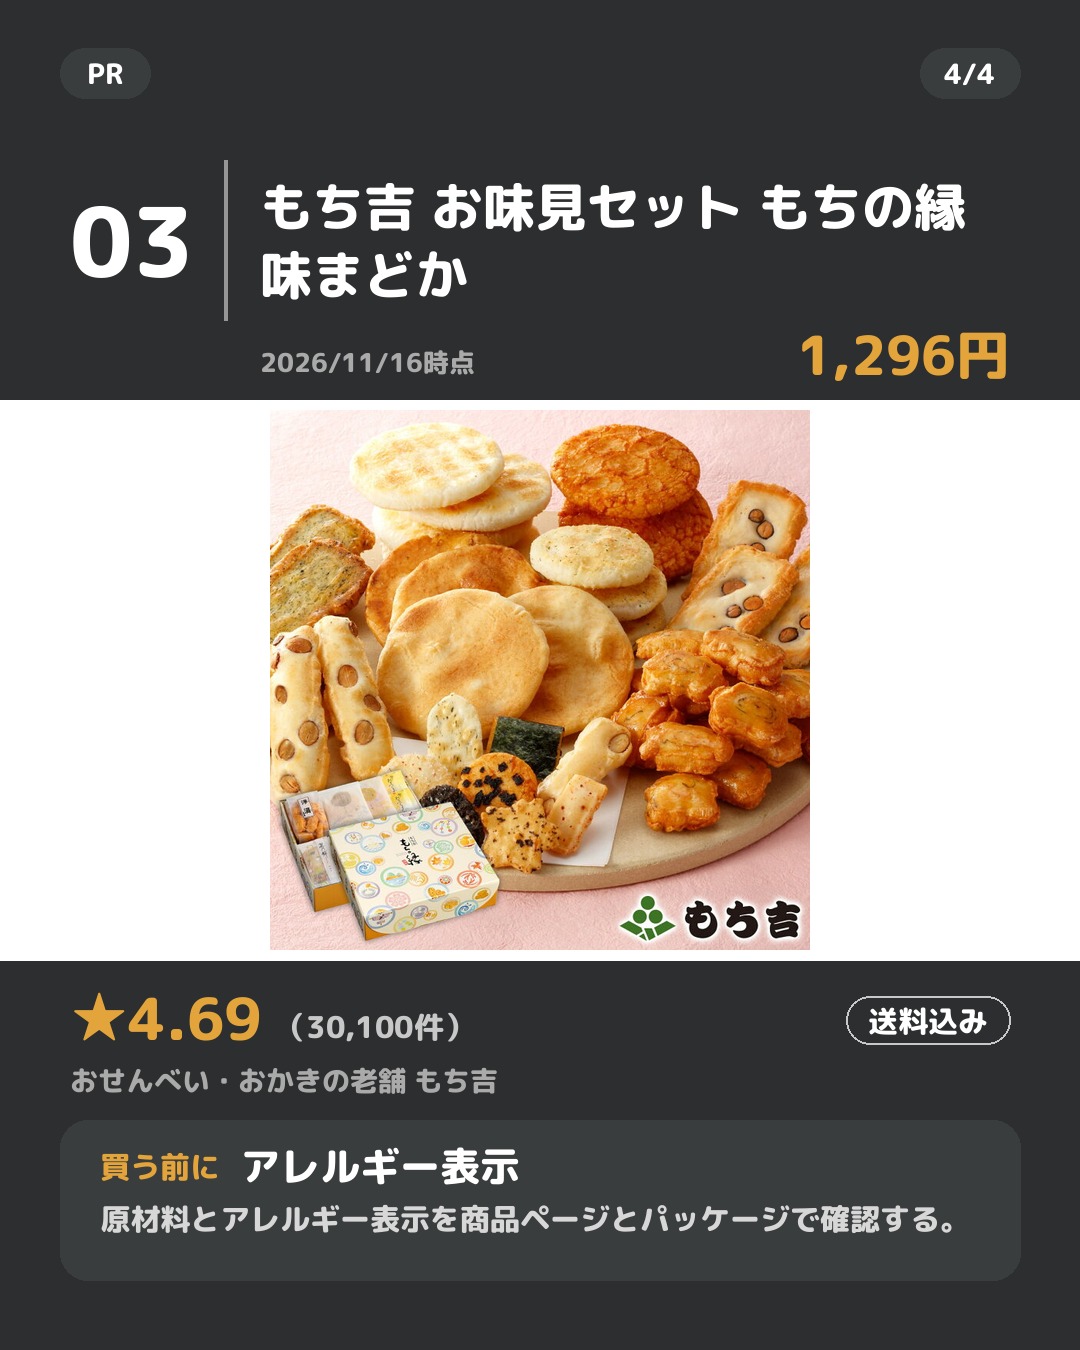 PR
4/4
03
もち吉 お味見セット もちの縁
味まどか
2026/11/16時点
1,296円
もち吉
★4.69 (30,100件)
送料込み
おせんべい・おかきの老舗 もち吉
買う前に アレルギー表示
原材料とアレルギー表示を商品ページとパッケージで確認する。